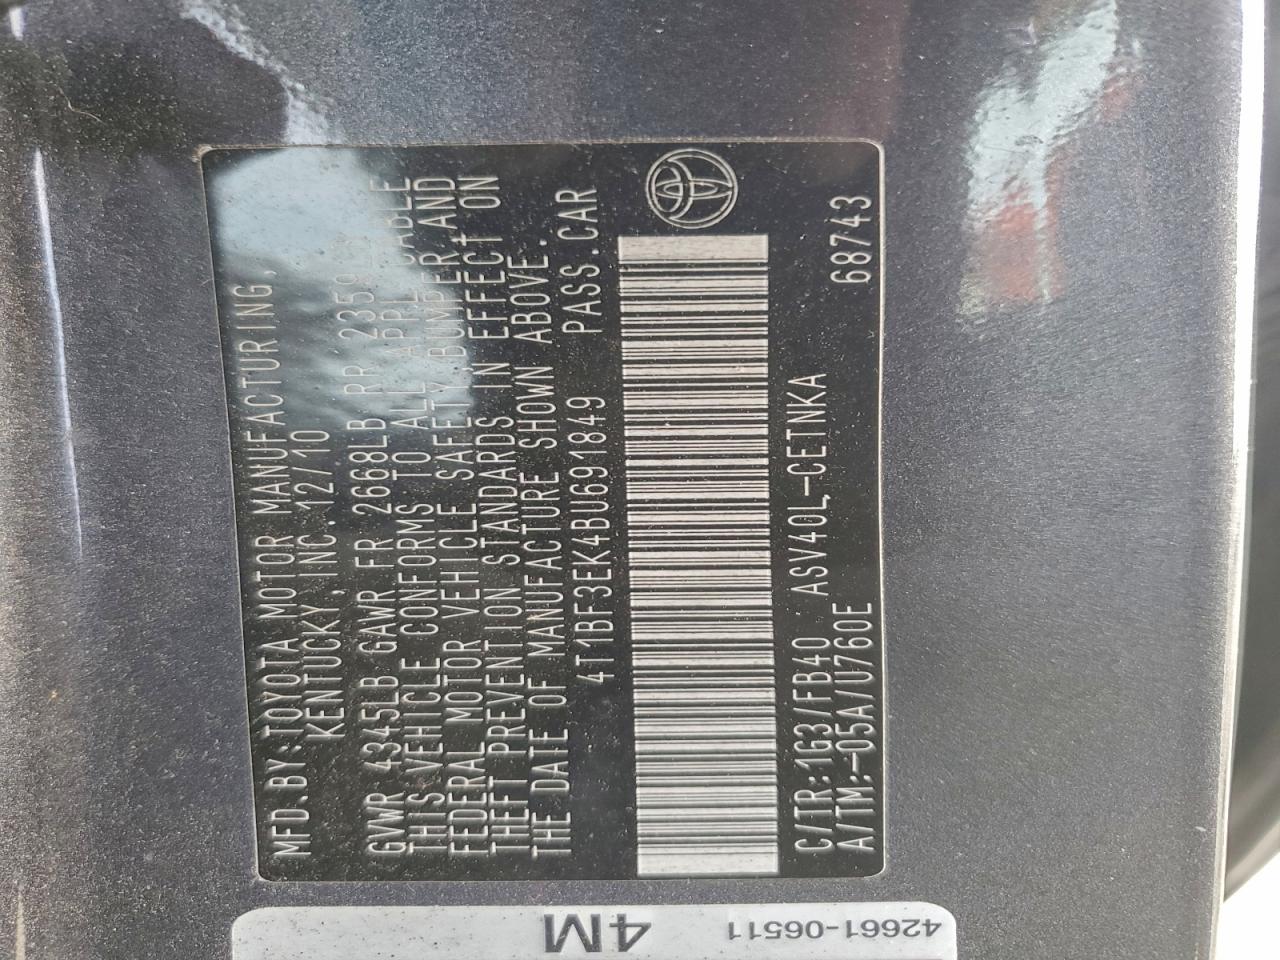 MFD.BY:TOYOTA MOTOR MANUFACTURING,
KENTUCKY, INC. 12/10
GVWR 4345LB GAWR FR 2668LB RR 2359
THIS VEHICLE CONFORMS TO ALL
FEDERAL MOTOR VEHICLE SAFETY, BUMPER, AND
THEFT PREVENTION STANDARDS IN EFFECT ON
THE DATE OF MANUFACTURE SHOWN ABOVE.
4T1BF3EK4BU691849 PASS.CAR
C/TR:1G3/FB40 ASV40L-CETNKA
A/TM:-05A/U760E 68743
4M
42661-06511